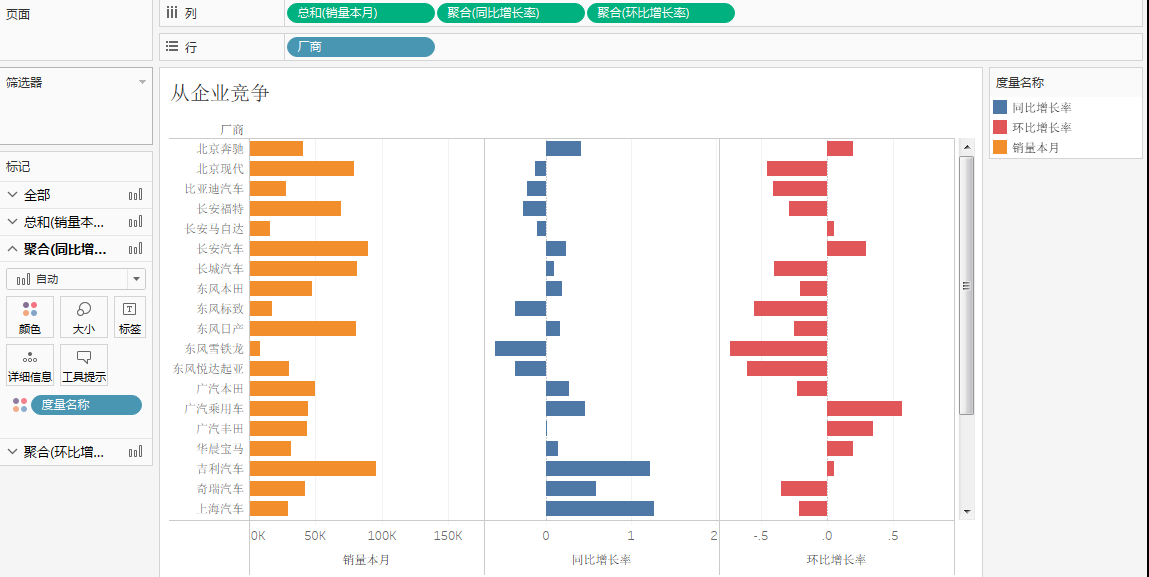 页面
列
总和(销量本月)
聚合(同比增长率)
聚合(环比增长率)
行
厂商
筛选器
标记
全部
总和(销量本...
聚合(同比增...
自动
颜色
大小
标签
详细信息
工具提示
度量名称
聚合(环比增...
从企业竞争
厂商
北京奔驰
北京现代
比亚迪汽车
长安福特
长安马自达
长安汽车
长城汽车
东风本田
东风标致
东风日产
东风雪铁龙
东风悦达起亚
广汽本田
广汽乘用车
广汽丰田
华晨宝马
吉利汽车
奇瑞汽车
上海汽车
0K 50K 100K 150K
销量本月
0 1 2
同比增长率
-.5 .0 .5
环比增长率
度量名称
同比增长率
环比增长率
销量本月